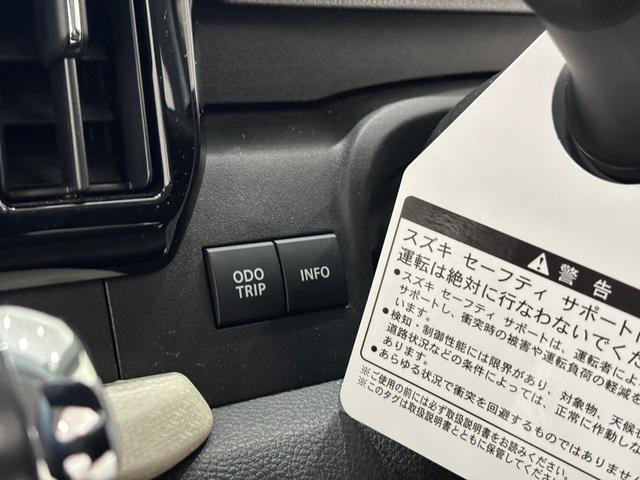 ODO
TRIP
INFO
警告
スズキ セーフティ サポート
運転は絶対に行なわないでくだ
●スズキ セーフティ サポートは、運転者によ
サポートし、衝突時の被害や運転負荷の軽減を
います。
●検知・制御性能には限界があり、対象物、天候
道路状況などの条件によっては、正常に作動しな
あります。
●あらゆる状況で衝突を回避するものではありませ
※ご使用の前には必ず取扱説明書をお読みください。
※このタグは取扱説明書とともに保管してください。